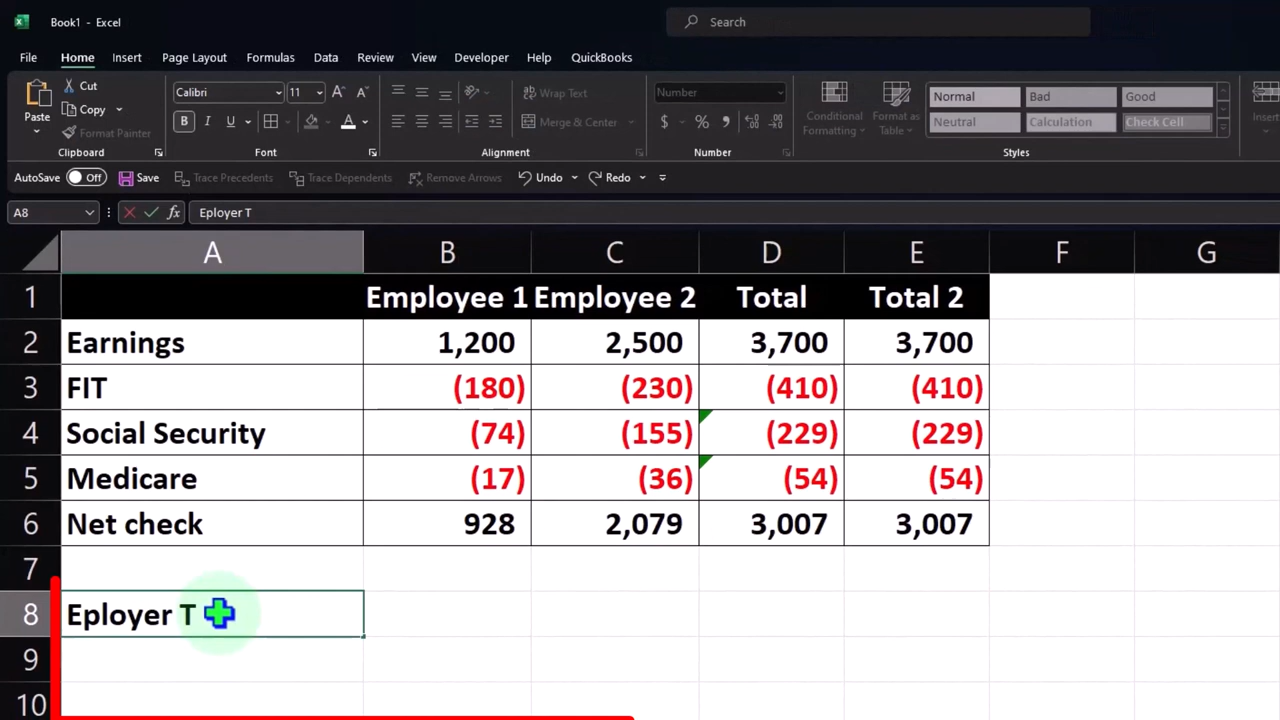 Book1 - Excel
Search
File Home Insert Page Layout Formulas Data Review View Developer Help QuickBooks
Paste
Cut
Copy
Format Painter
Clipboard
Calibri 11
B I U
Font
Wrap Text
Merge & Center
Alignment
Number
$ %
Number
Conditional Formatting
Format as Table
Normal Bad Good
Neutral Calculation Check Cell
Styles
Insert
AutoSave Off Save Trace Precedents Trace Dependents Remove Arrows Undo Redo
A8 fx Eployer T
A B C D E F G
1 Employee 1 Employee 2 Total Total 2
2 Earnings 1,200 2,500 3,700 3,700
3 FIT (180) (230) (410) (410)
4 Social Security (74) (155) (229) (229)
5 Medicare (17) (36) (54) (54)
6 Net check 928 2,079 3,007 3,007
7
8 Eployer T
9
10